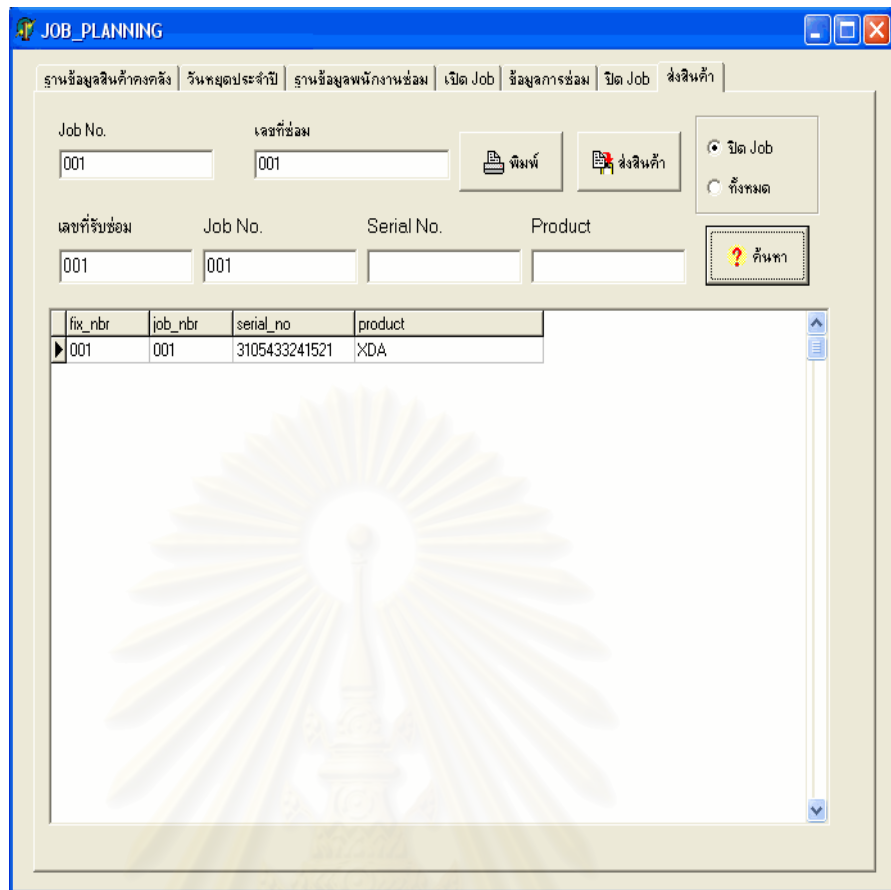 JOB_PLANNING
ฐานข้อมูลสินค้าคงคลัง วันหยุดประจำปี ฐานข้อมูลพนักงานซ่อม เปิด Job ข้อมูลการซ่อม ปิด Job ส่งสินค้า
Job No. เลขที่ซ่อม
001 001 พิมพ์ ส่งสินค้า ปิด Job
ทั้งหมด
เลขที่รับซ่อม Job No. Serial No. Product
001 001 ค้นหา
fix_nbr job_nbr serial_no product
001 001 3105433241521 XDA